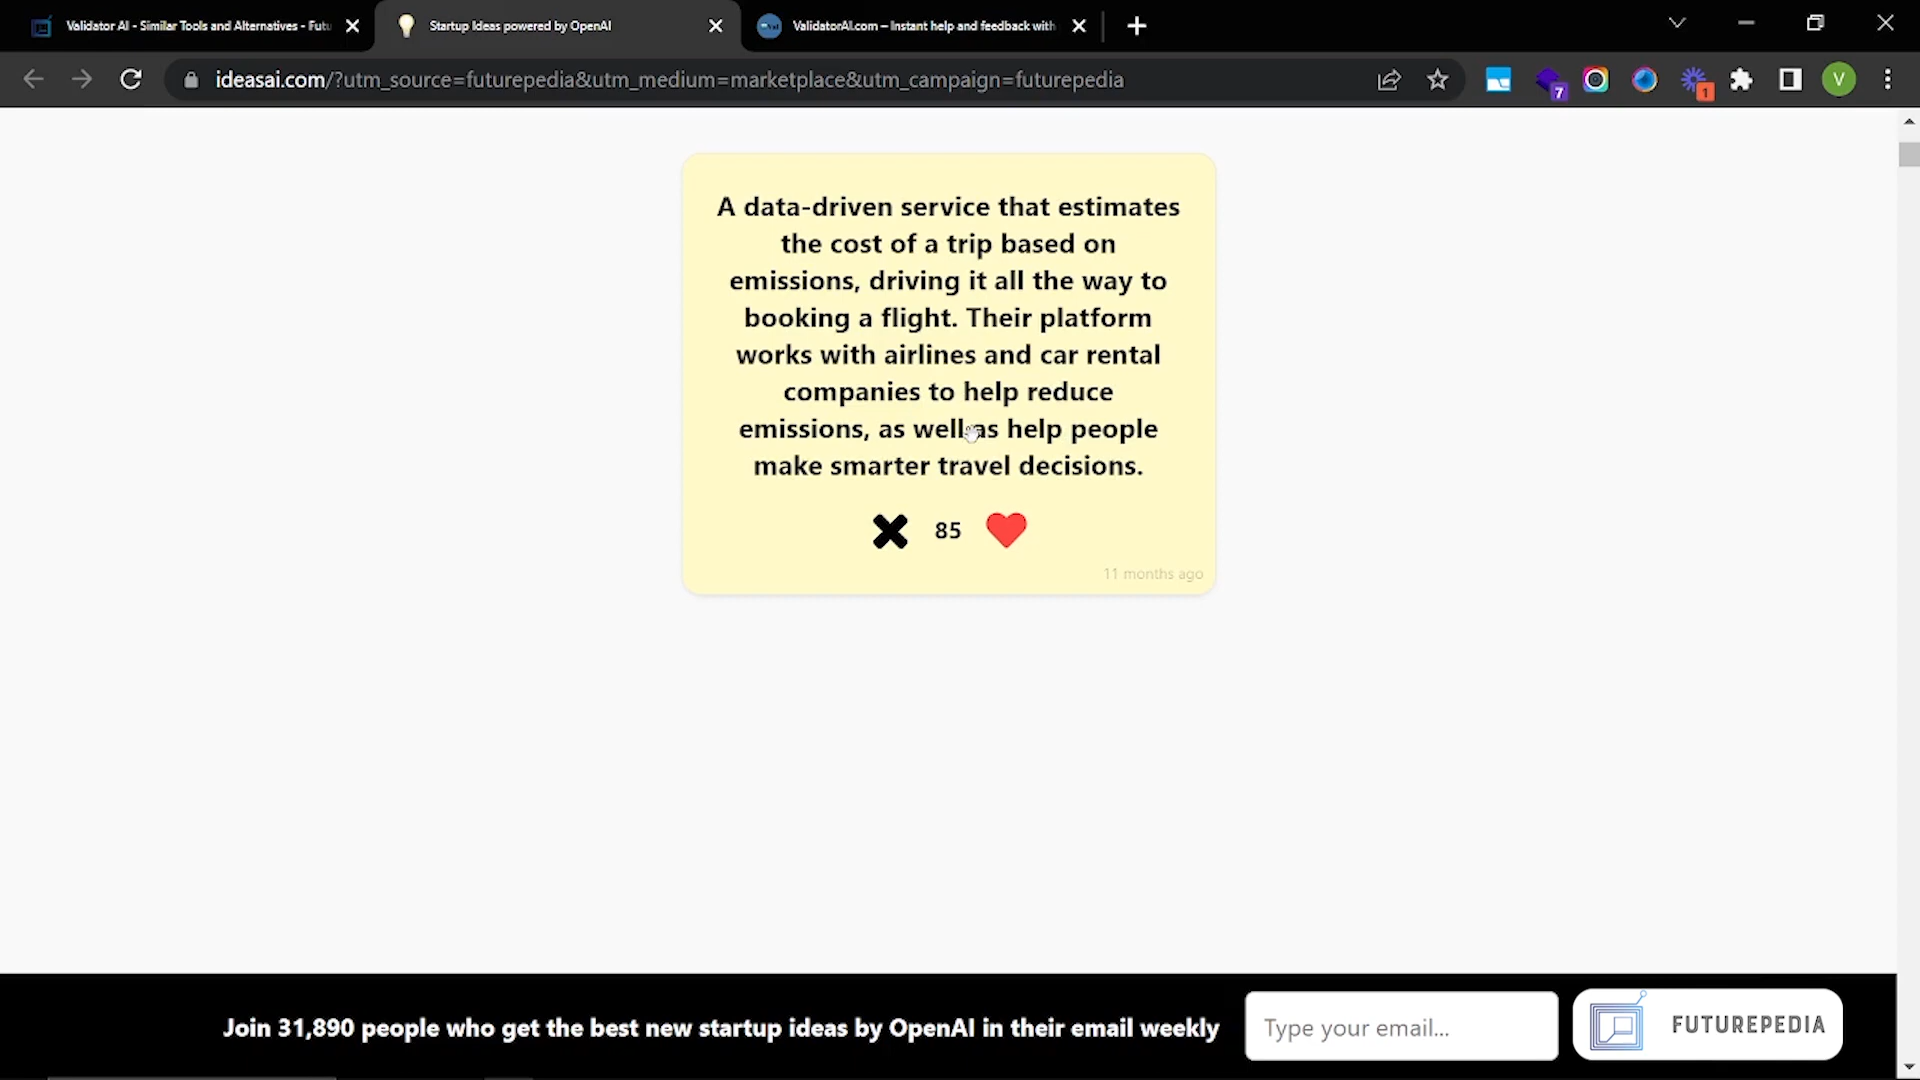 Validator AI - Similar Tools and Alternatives - Futu
Startup Ideas powered by OpenAI
ValidatorAI.com – Instant help and feedback with
ideasai.com/?utm_source=futurepedia&utm_medium=marketplace&utm_campaign=futurepedia
7
1
V
A data-driven service that estimates
the cost of a trip based on
emissions, driving it all the way to
booking a flight. Their platform
works with airlines and car rental
companies to help reduce
emissions, as well as help people
make smarter travel decisions.
85
11 months ago
Join 31,890 people who get the best new startup ideas by OpenAI in their email weekly
Type your email...
FUTUREPEDIA